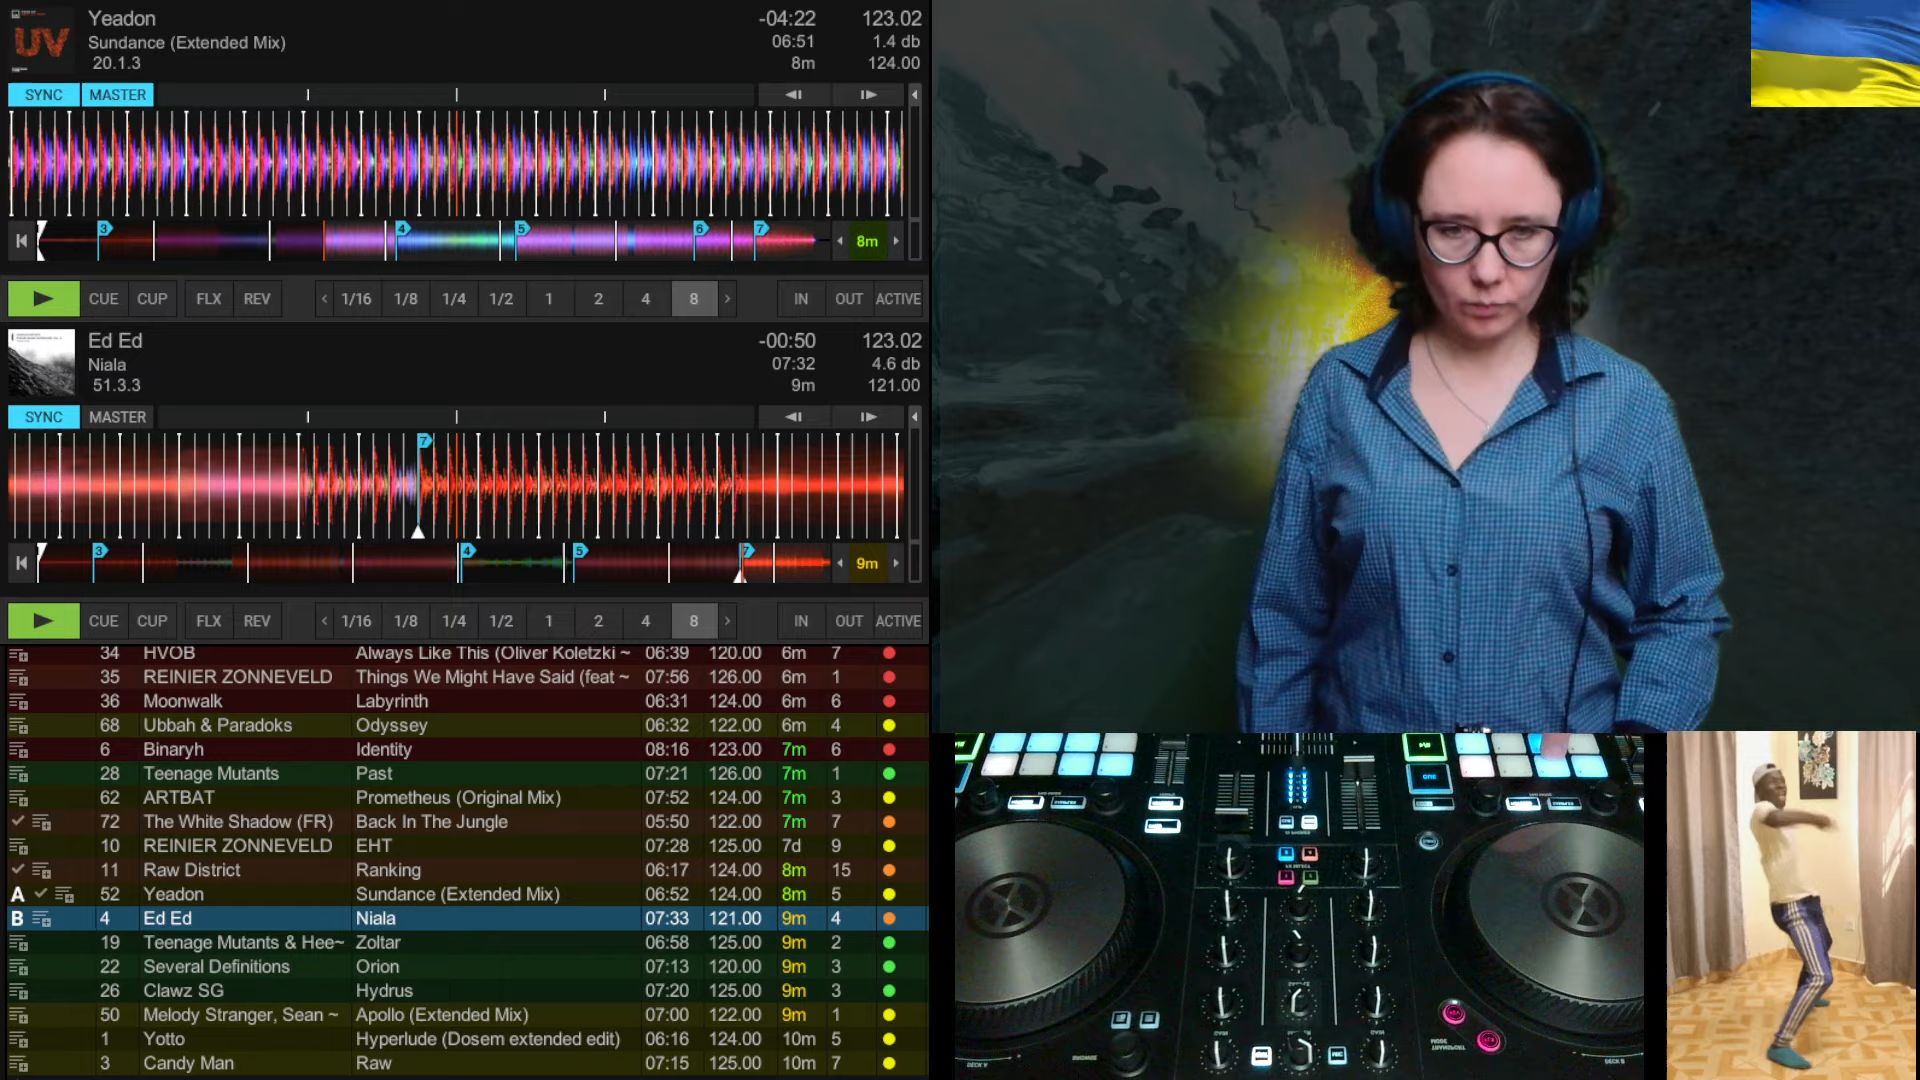 Yeadon -04:22 123.02
Sundance (Extended Mix) 06:51 1.4 db
20.1.3 8m 124.00
UV
SYNC MASTER
3 4 5 6 7 8m
CUE CUP FLX REV 1/16 1/8 1/4 1/2 1 2 4 8 IN OUT ACTIVE
Ed Ed -00:50 123.02
Niala 07:32 4.6 db
51.3.3 9m 121.00
SYNC MASTER
7
3 4 5 7 9m
CUE CUP FLX REV 1/16 1/8 1/4 1/2 1 2 4 8 IN OUT ACTIVE
34 HVOB Always Like This (Oliver Koletzki ~ 06:39 120.00 6m 7
35 REINIER ZONNEVELD Things We Might Have Said (feat ~ 07:56 126.00 6m 1
36 Moonwalk Labyrinth 06:31 124.00 6m 6
68 Ubbah & Paradoks Odyssey 06:32 122.00 6m 4
6 Binaryh Identity 08:16 123.00 7m 6
28 Teenage Mutants Past 07:21 126.00 7m 1
62 ARTBAT Prometheus (Original Mix) 07:52 124.00 7m 3
72 The White Shadow (FR) Back In The Jungle 05:50 122.00 7m 7
10 REINIER ZONNEVELD EHT 07:28 125.00 7d 9
11 Raw District Ranking 06:17 124.00 8m 15
A 52 Yeadon Sundance (Extended Mix) 06:52 124.00 8m 5
B 4 Ed Ed Niala 07:33 121.00 9m 4
19 Teenage Mutants & Hee~ Zoltar 06:58 125.00 9m 2
22 Several Definitions Orion 07:13 120.00 9m 3
26 Clawz SG Hydrus 07:20 125.00 9m 3
50 Melody Stranger, Sean ~ Apollo (Extended Mix) 07:00 122.00 9m 1
1 Yotto Hyperlude (Dosem extended edit) 06:16 124.00 10m 5
3 Candy Man Raw 07:15 125.00 10m 7